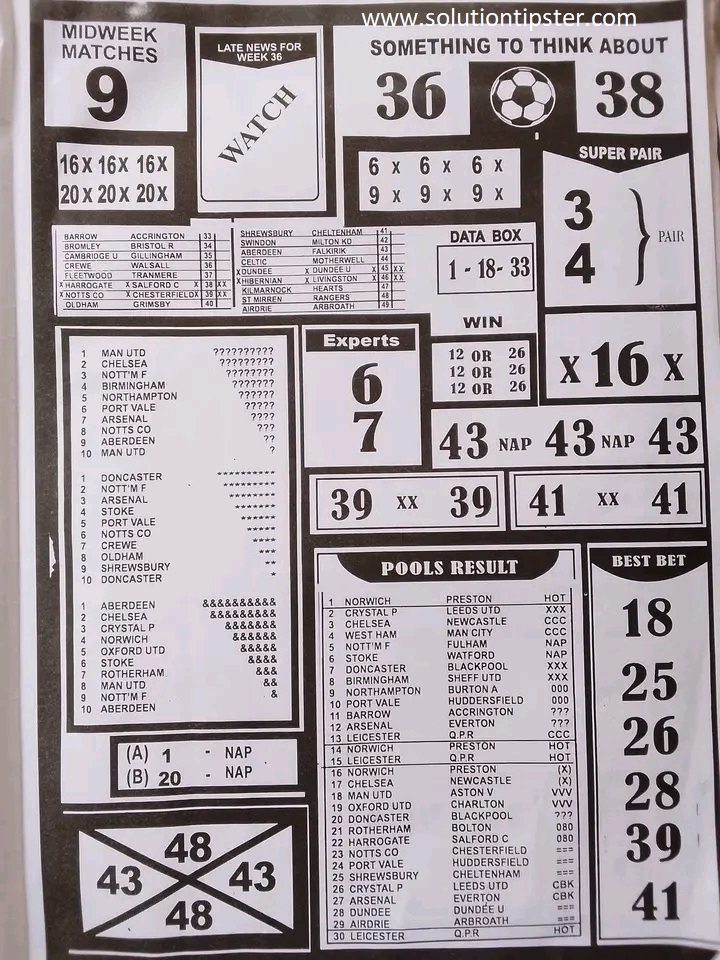 www.solutiontipster.com
MIDWEEK
MATCHES
9
LATE NEWS FOR
WEEK 36
WATCH
SOMETHING TO THINK ABOUT
36 38
16X 16X 16X
20X 20X 20X
6 X 6 X 6 X
9 X 9 X 9 X
SUPER PAIR
3
4
PAIR
BARROW ACCRINGTON 33
BROMLEY BRISTOL R 34
CAMBRIDGE U GILLINGHAM 35
CREWE WALSALL 36
FLEETWOOD TRANMERE 37
X HARROGATE X SALFORD C X 38 XX
X NOTTS CO X CHESTERFIELD X 39 XX
OLDHAM GRIMSBY 40
SHREWSBURY CHELTENHAM 41
SWINDON MILTON KD 42
ABERDEEN FALKIRIK 43
CELTIC MOTHERWELL 44
X DUNDEE X DUNDEE U X 45 XX
X HIBERNIAN X LIVINGSTON X 46 XX
KILMARNOCK HEARTS 47
ST MIRREN RANGERS 48
AIRDRIE ARBROATH 49
DATA BOX
1 - 18 - 33
WIN
12 OR 26
12 OR 26
12 OR 26
X 16 X
Experts
6
7
43 NAP 43 NAP 43
39 XX 39
41 XX 41
1 MAN UTD ??????????
2 CHELSEA ?????????
3 NOTT'M F ????????
4 BIRMINGHAM ???????
5 NORTHAMPTON ??????
6 PORT VALE ?????
7 ARSENAL ????
8 NOTTS CO ???
9 ABERDEEN ??
10 MAN UTD ?
1 DONCASTER **********
2 NOTT'M F *********
3 ARSENAL ********
4 STOKE *******
5 PORT VALE ******
6 NOTTS CO *****
7 CREWE ****
8 OLDHAM ***
9 SHREWSBURY **
10 DONCASTER *
1 ABERDEEN &&&&&&&&&&
2 CHELSEA &&&&&&&&&
3 CRYSTAL P &&&&&&&
4 NORWICH &&&&&&
5 OXFORD UTD &&&&&
6 STOKE &&&&
7 ROTHERHAM &&&
8 MAN UTD &&
9 NOTT'M F &
10 ABERDEEN
(A) 1 - NAP
(B) 20 - NAP
48
43 43
48
POOLS RESULT
1 NORWICH PRESTON HOT
2 CRYSTAL P LEEDS UTD XXX
3 CHELSEA NEWCASTLE CCC
4 WEST HAM MAN CITY CCC
5 NOTT'M F FULHAM NAP
6 STOKE WATFORD NAP
7 DONCASTER BLACKPOOL XXX
8 BIRMINGHAM SHEFF UTD XXX
9 NORTHAMPTON BURTON A 000
10 PORT VALE HUDDERSFIELD 000
11 BARROW ACCRINGTON ???
12 ARSENAL EVERTON ???
13 LEICESTER Q.P.R CCC
14 NORWICH PRESTON HOT
15 LEICESTER Q.P.R HOT
16 NORWICH PRESTON (X)
17 CHELSEA NEWCASTLE (X)
18 MAN UTD ASTON V VVV
19 OXFORD UTD CHARLTON VVV
20 DONCASTER BLACKPOOL ???
21 ROTHERHAM BOLTON 080
22 HARROGATE SALFORD C 080
23 NOTTS CO CHESTERFIELD ===
24 PORT VALE HUDDERSFIELD ===
25 SHREWSBURY CHELTENHAM ===
26 CRYSTAL P LEEDS UTD CBK
27 ARSENAL EVERTON CBK
28 DUNDEE DUNDÉE U ===
29 AIRDRIE ARBROATH ===
30 LEICESTER Q.P.R HOT
BEST BET
18
25
26
28
39
41